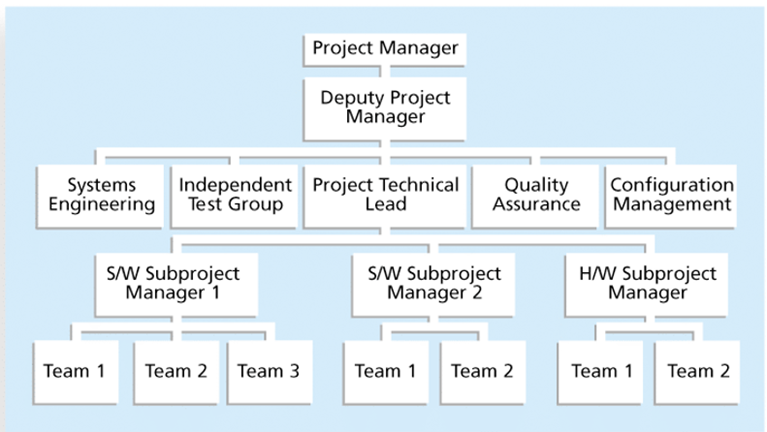 Project Manager
Deputy Project
Manager
Systems
Engineering
Independent
Test Group
Project Technical
Lead
Quality
Assurance
Configuration
Management
S/W Subproject
Manager 1
S/W Subproject
Manager 2
H/W Subproject
Manager
Team 1
Team 2
Team 3
Team 1
Team 2
Team 1
Team 2